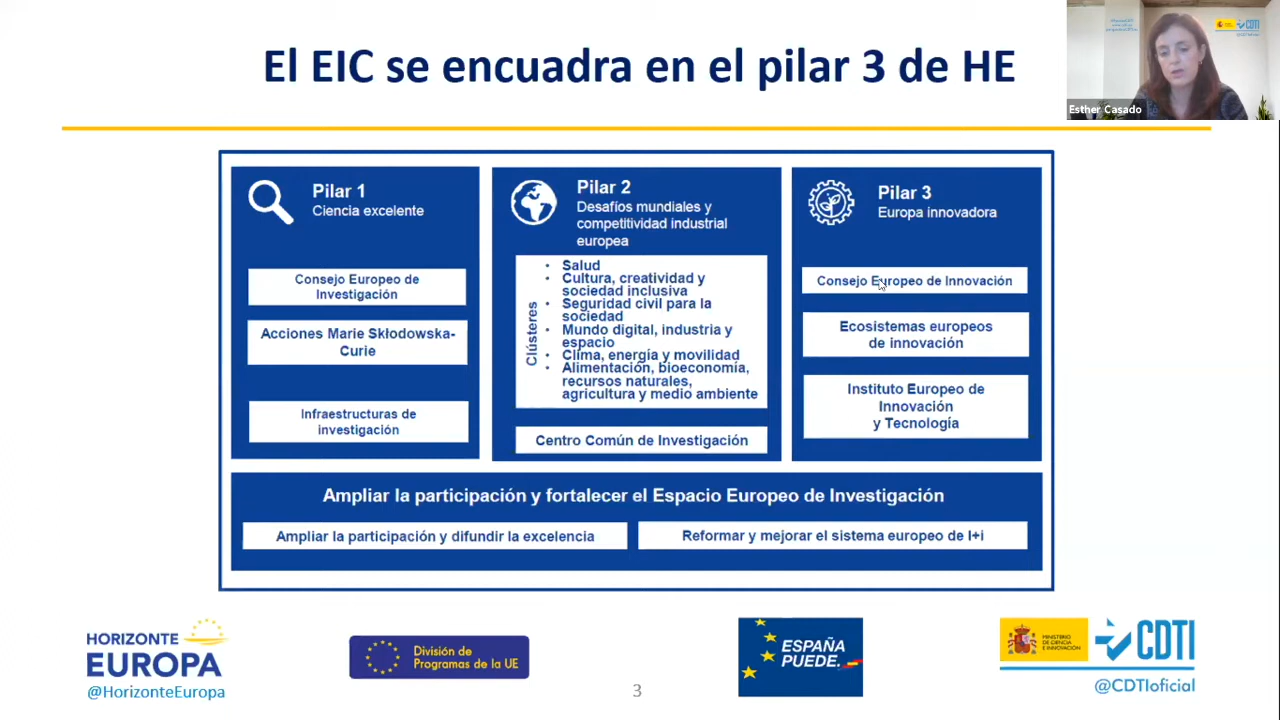 El EIC se encuadra en el pilar 3 de HE
CDTI
@CDTIoficial
Esther Casado
Pilar 1
Ciencia excelente
Consejo Europeo de
Investigación
Acciones Marie Skłodowska-
Curie
Infraestructuras de
investigación
Pilar 2
Desafíos mundiales y
competitividad industrial
europea
Clústeres
• Salud
• Cultura, creatividad y
sociedad inclusiva
• Seguridad civil para la
sociedad
• Mundo digital, industria y
espacio
• Clima, energía y movilidad
• Alimentación, bioeconomía,
recursos naturales,
agricultura y medio ambiente
Centro Común de Investigación
Pilar 3
Europa innovadora
Consejo Europeo de Innovación
Ecosistemas europeos
de innovación
Instituto Europeo de
Innovación
y Tecnología
Ampliar la participación y fortalecer el Espacio Europeo de Investigación
Ampliar la participación y difundir la excelencia
Reformar y mejorar el sistema europeo de I+i
HORIZONTE
EUROPA
@HorizonteEuropa
División de
Programas de la UE
3
ESPAÑA
PUEDE.
MINISTERIO
DE CIENCIA
E INNOVACIÓN
CDTI
@CDTIoficial